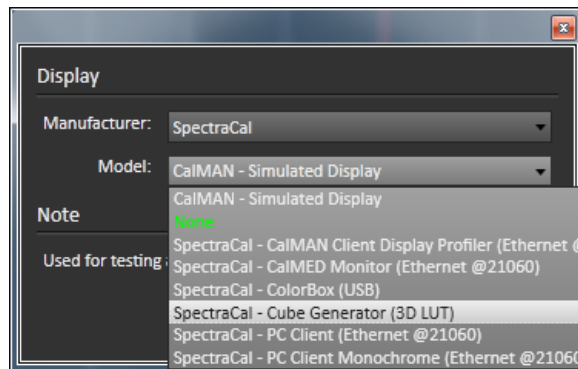 x
Display
Manufacturer: SpectraCal
Model: CalMAN - Simulated Display
CalMAN - Simulated Display
None
Note
SpectraCal - CalMAN Client Display Profiler (Ethernet @
Used for testing
SpectraCal - CalMED Monitor (Ethernet @21060)
SpectraCal - ColorBox (USB)
SpectraCal - Cube Generator (3D LUT)
SpectraCal - PC Client (Ethernet @21060)
SpectraCal - PC Client Monochrome (Ethernet @21060